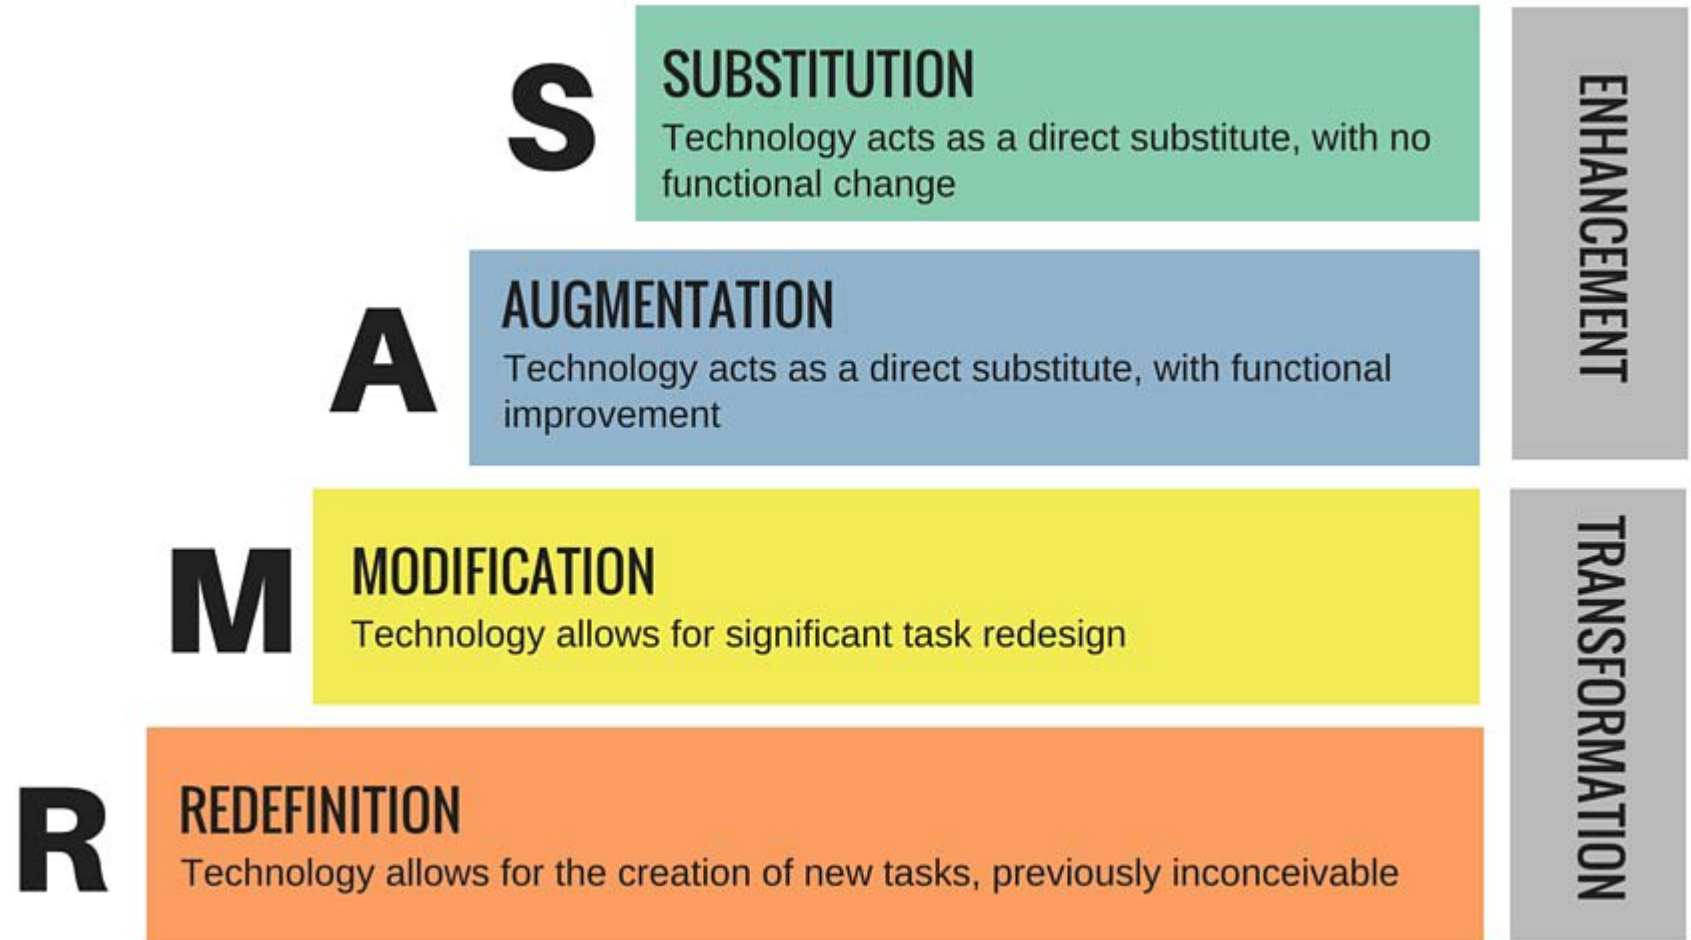 S
SUBSTITUTION
Technology acts as a direct substitute, with no
functional change
A
AUGMENTATION
Technology acts as a direct substitute, with functional
improvement
ENHANCEMENT
M
MODIFICATION
Technology allows for significant task redesign
R
REDEFINITION
Technology allows for the creation of new tasks, previously inconceivable
TRANSFORMATION